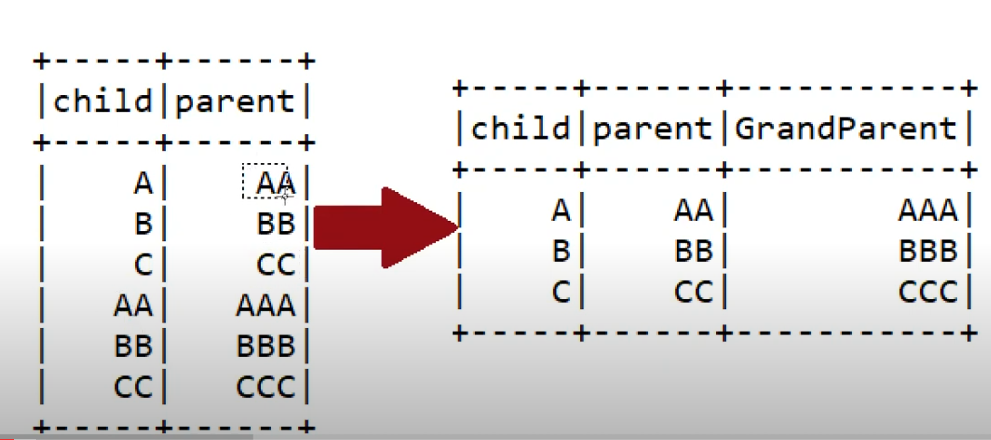 +-----+------+
|child|parent|
+-----+------+
|    A|    AA|
|    B|    BB|
|    C|    CC|
|   AA|   AAA|
|   BB|   BBB|
|   CC|   CCC|
+-----+------+
+-----+------+-----------+
|child|parent|GrandParent|
+-----+------+-----------+
|    A|    AA|        AAA|
|    B|    BB|        BBB|
|    C|    CC|        CCC|
+-----+------+-----------+